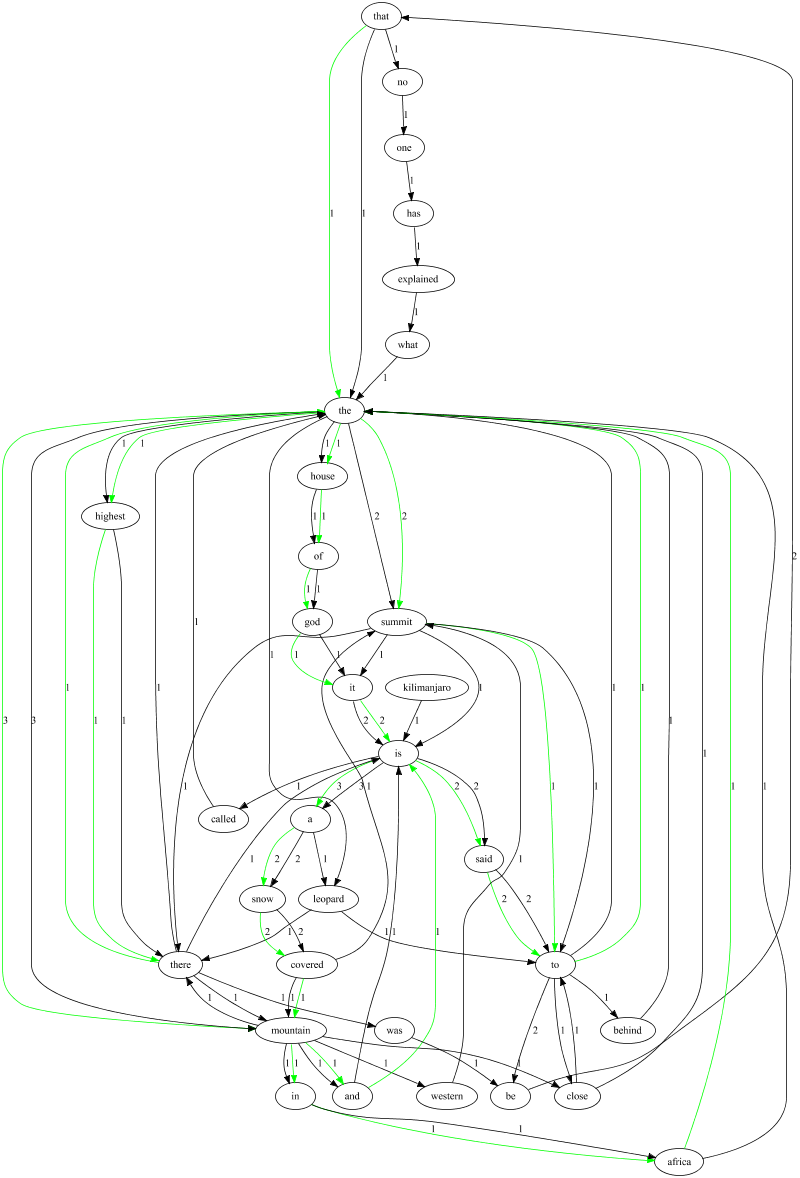 that
1
no
1
one
1
1
has
1
1
explained
1
what
1
the
1
1
1
1
house
2
2
highest
1
1
of
1
1
god
summit
1
1
1
1
1
1
it
kilimanjaro
1
1
1
1
3
3
1
1
2
2
1
2
is
1
1
1
3
3
1
2
2
called
a
2
2
1
said
1
snow
leopard
2
2
2
2
1
1
1
1
there
covered
to
1
1
1
1
1
1
2
1
1
1
mountain
was
behind
1
1
1
1
1
1
1
in
and
western
be
close
1
1
africa